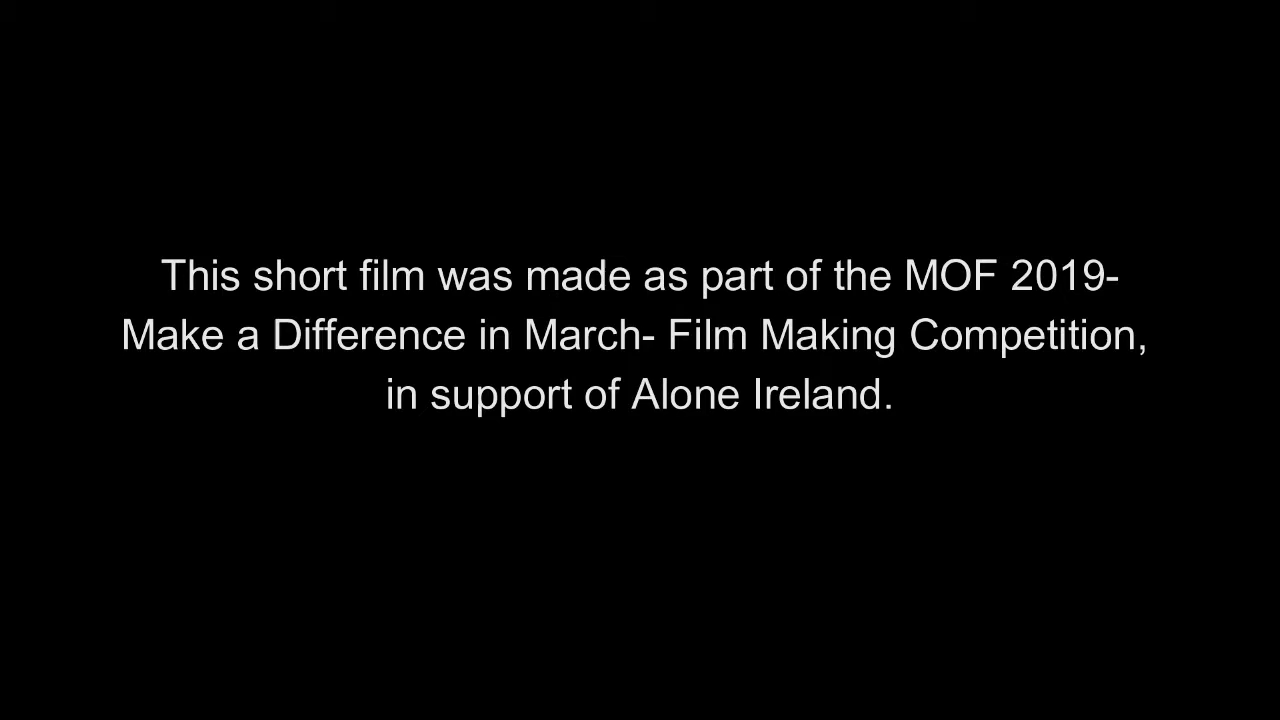 This short film was made as part of the MOF 2019-
Make a Difference in March- Film Making Competition,
in support of Alone Ireland.